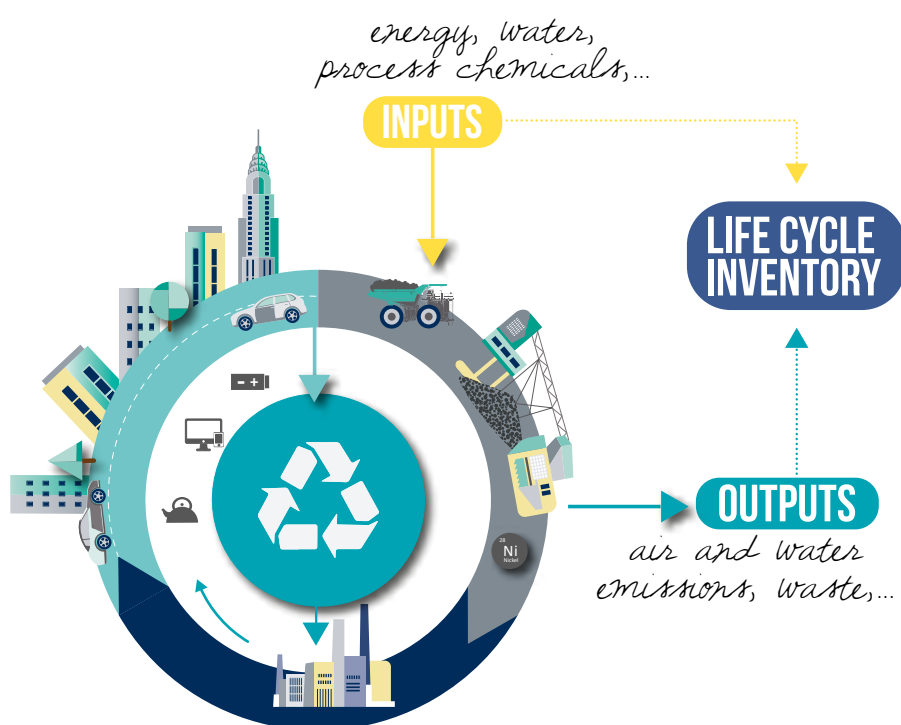 energy, water,
process chemicals,...
INPUTS
LIFE CYCLE
INVENTORY
- +
28
Ni
Nickel
OUTPUTS
air and water
emissions, waste,...